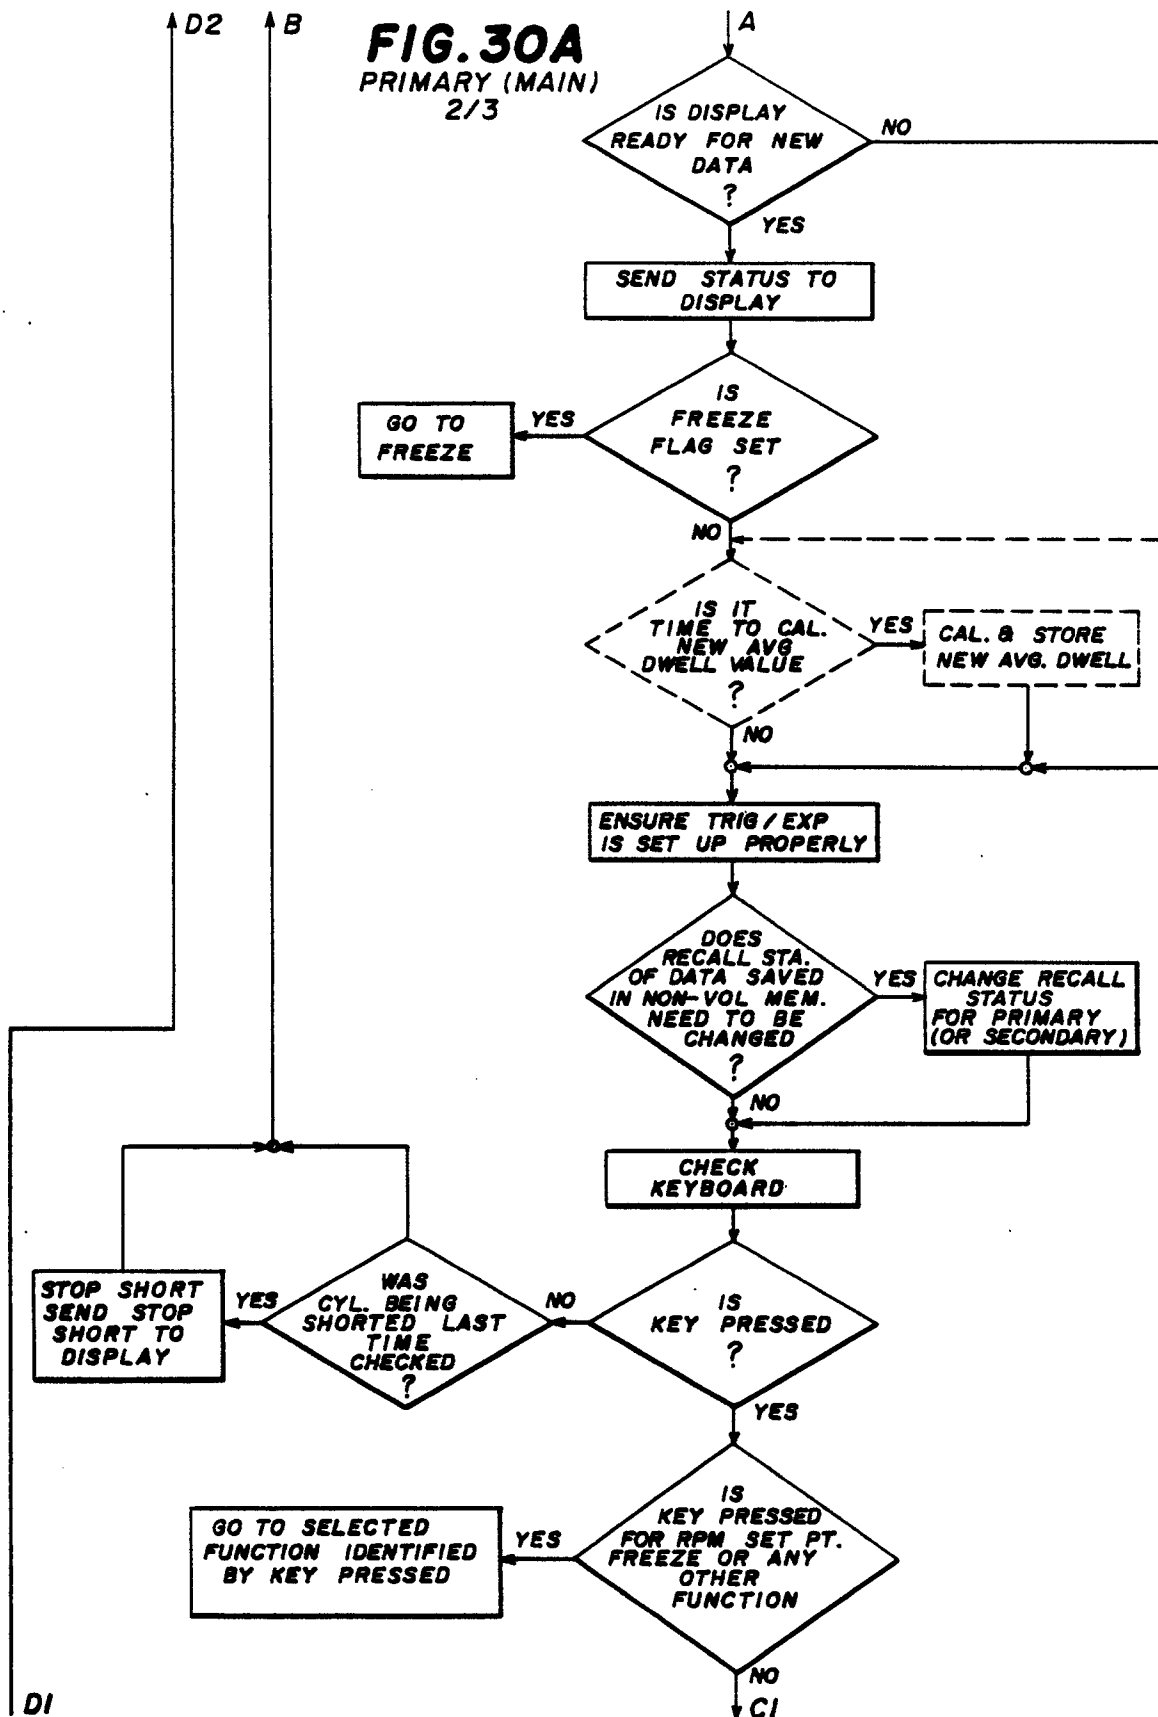 D2
B
FIG. 30A
PRIMARY (MAIN)
2/3
A
IS DISPLAY
READY FOR NEW
DATA
?
NO
YES
SEND STATUS TO
DISPLAY
IS
FREEZE
FLAG SET
?
YES
GO TO
FREEZE
NO
IS IT
TIME TO CAL.
NEW AVG
DWELL VALUE
?
YES
CAL. & STORE
NEW AVG. DWELL
NO
ENSURE TRIG/EXP
IS SET UP PROPERLY
DOES
RECALL STA.
OF DATA SAVED
IN NON-VOL MEM.
NEED TO BE
CHANGED
?
YES
CHANGE RECALL
STATUS
FOR PRIMARY
(OR SECONDARY)
NO
CHECK
KEYBOARD
IS
KEY PRESSED
?
NO
WAS
CYL. BEING
SHORTED LAST
TIME
CHECKED
?
YES
STOP SHORT
SEND STOP
SHORT TO
DISPLAY
YES
IS
KEY PRESSED
FOR RPM SET PT.
FREEZE OR ANY
OTHER
FUNCTION
YES
GO TO SELECTED
FUNCTION IDENTIFIED
BY KEY PRESSED
NO
C1
D1